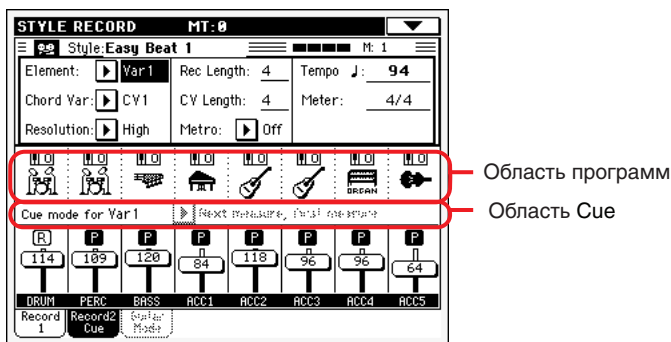 STYLE RECORD MT:0
Style:Easy Beat 1 M: 1
Element: Var1 Rec Length: 4 Tempo ♩: 94
Chord Var: CV1 CV Length: 4 Meter: 4/4
Resolution: High Metro: Off
ORGAN
Область программ
Cue mode for Var1 Next measure, first measure
Область Cue
R P P P P P P P
114 109 120 84 118 96 96 64
DRUM PERC BASS ACC1 ACC2 ACC3 ACC4 ACC5
Record 1 Record2 Cue Guitar Mode